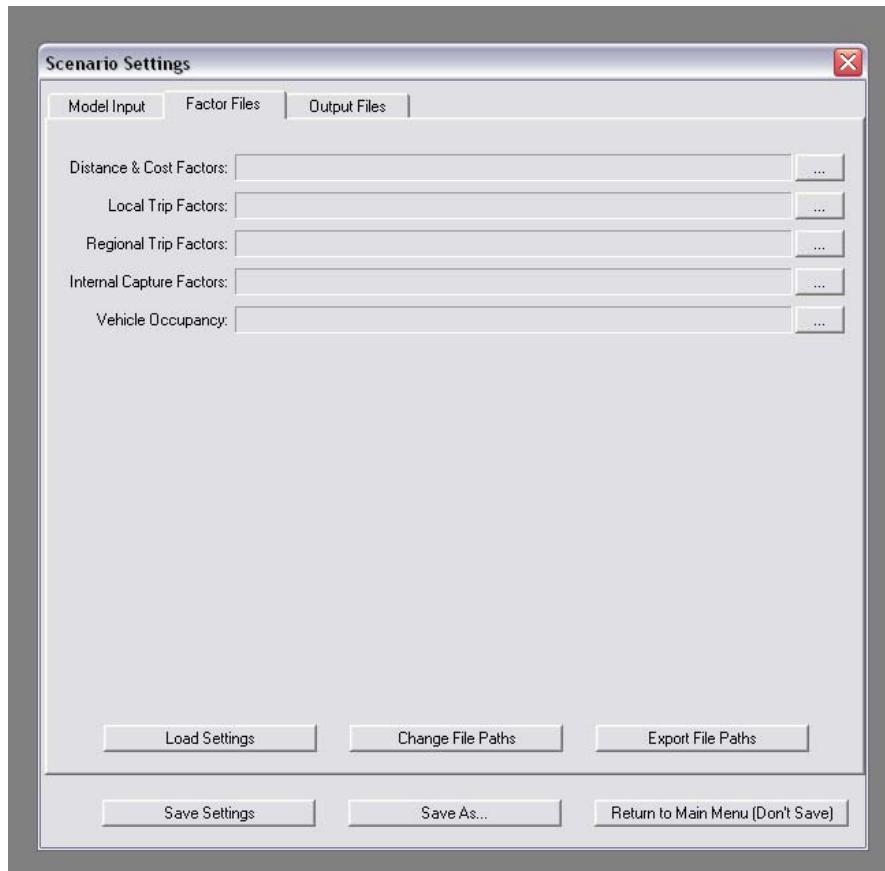 Scenario Settings
Model Input Factor Files Output Files
Distance & Cost Factors: ...
Local Trip Factors: ...
Regional Trip Factors: ...
Internal Capture Factors: ...
Vehicle Occupancy: ...
Load Settings Change File Paths Export File Paths
Save Settings Save As... Return to Main Menu (Don't Save)